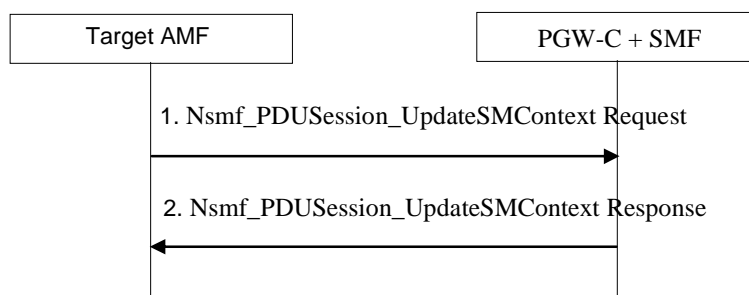 Target AMF
PGW-C + SMF
1. Nsmf_PDUSession_UpdateSMContext Request
2. Nsmf_PDUSession_UpdateSMContext Response